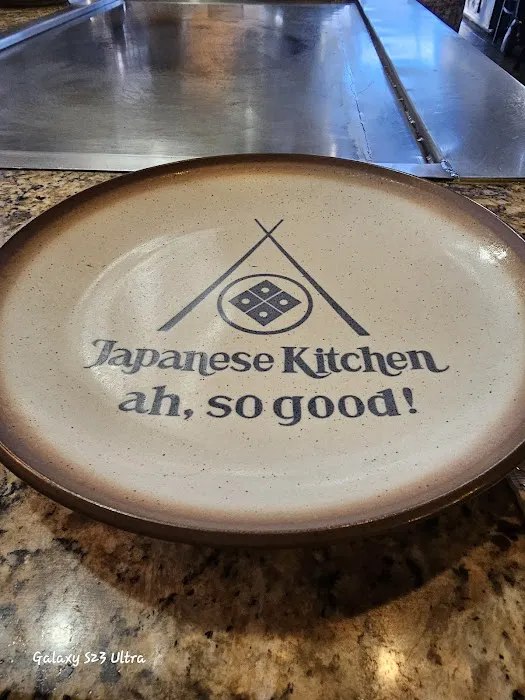 Japanese Kitchen
ah, so good!
Galaxy S23 Ultra